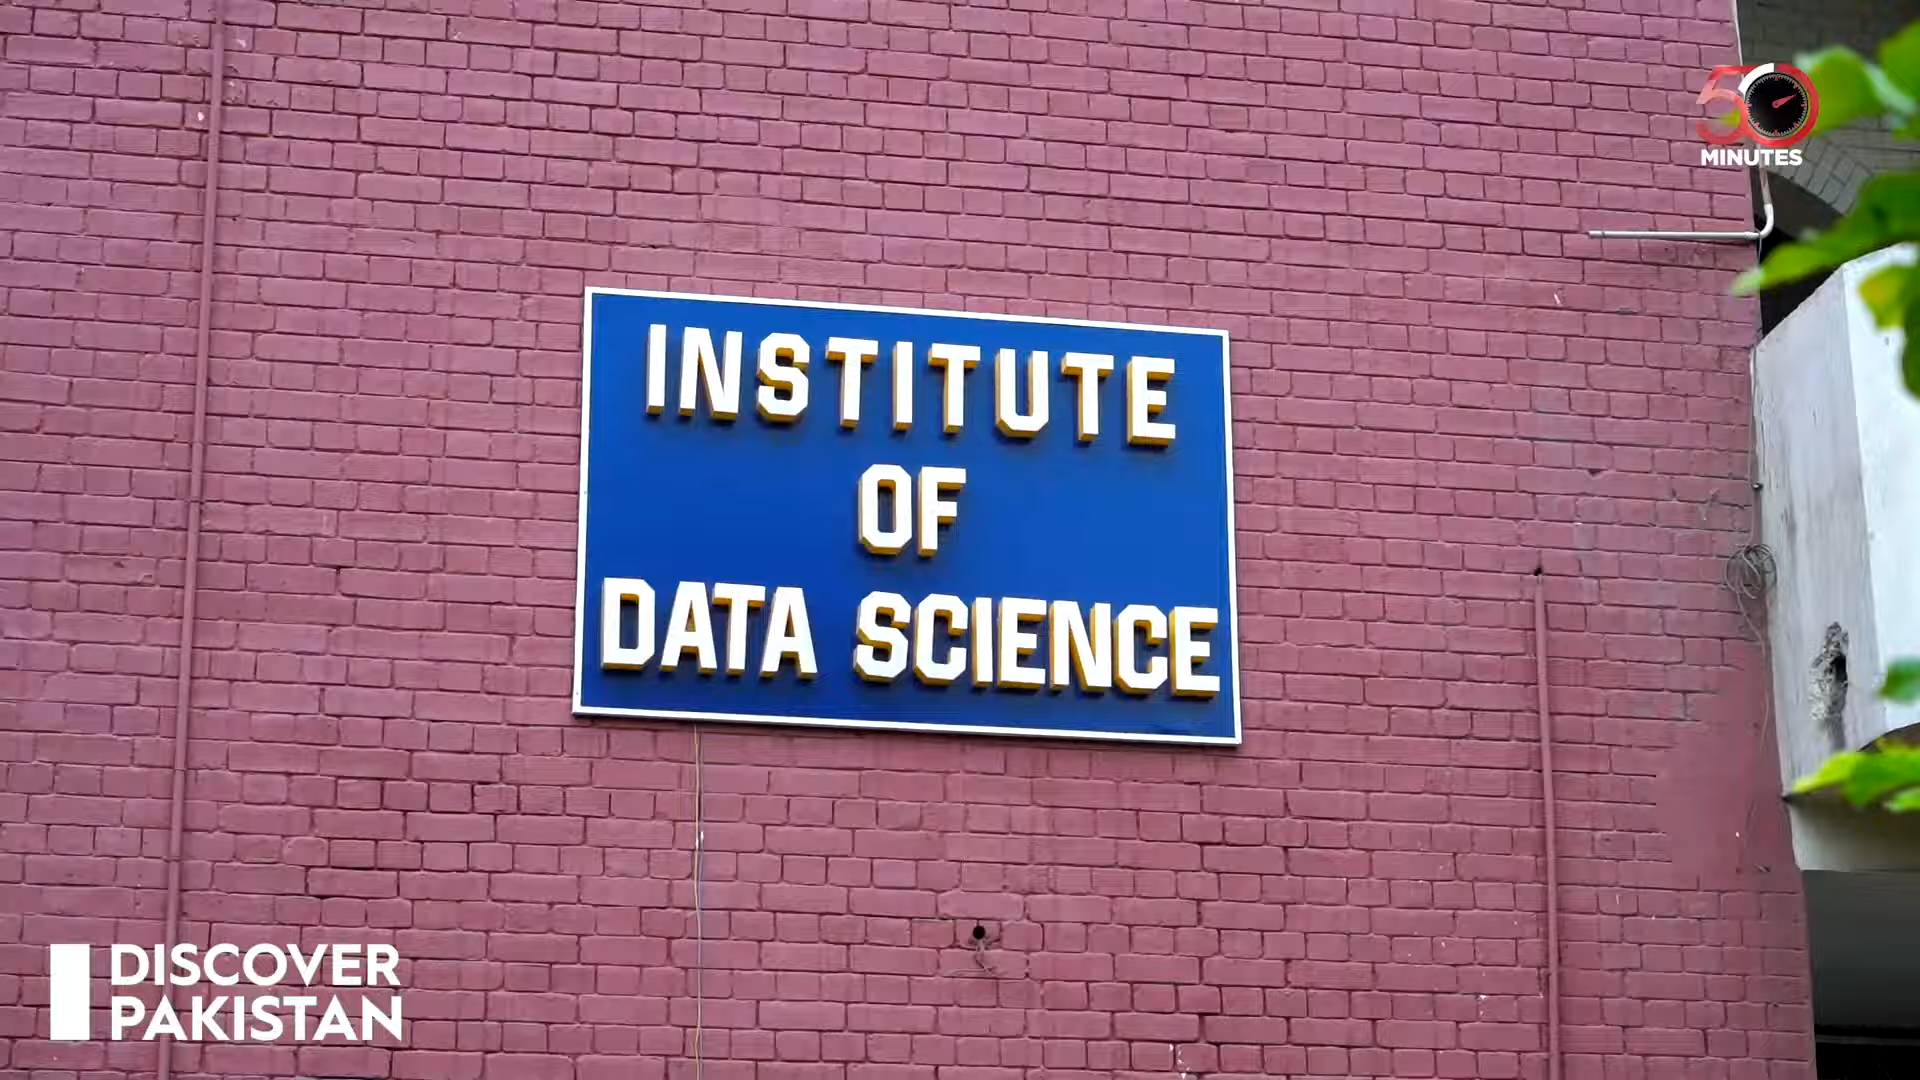 50
MINUTES
INSTITUTE
OF
DATA SCIENCE
DISCOVER
PAKISTAN